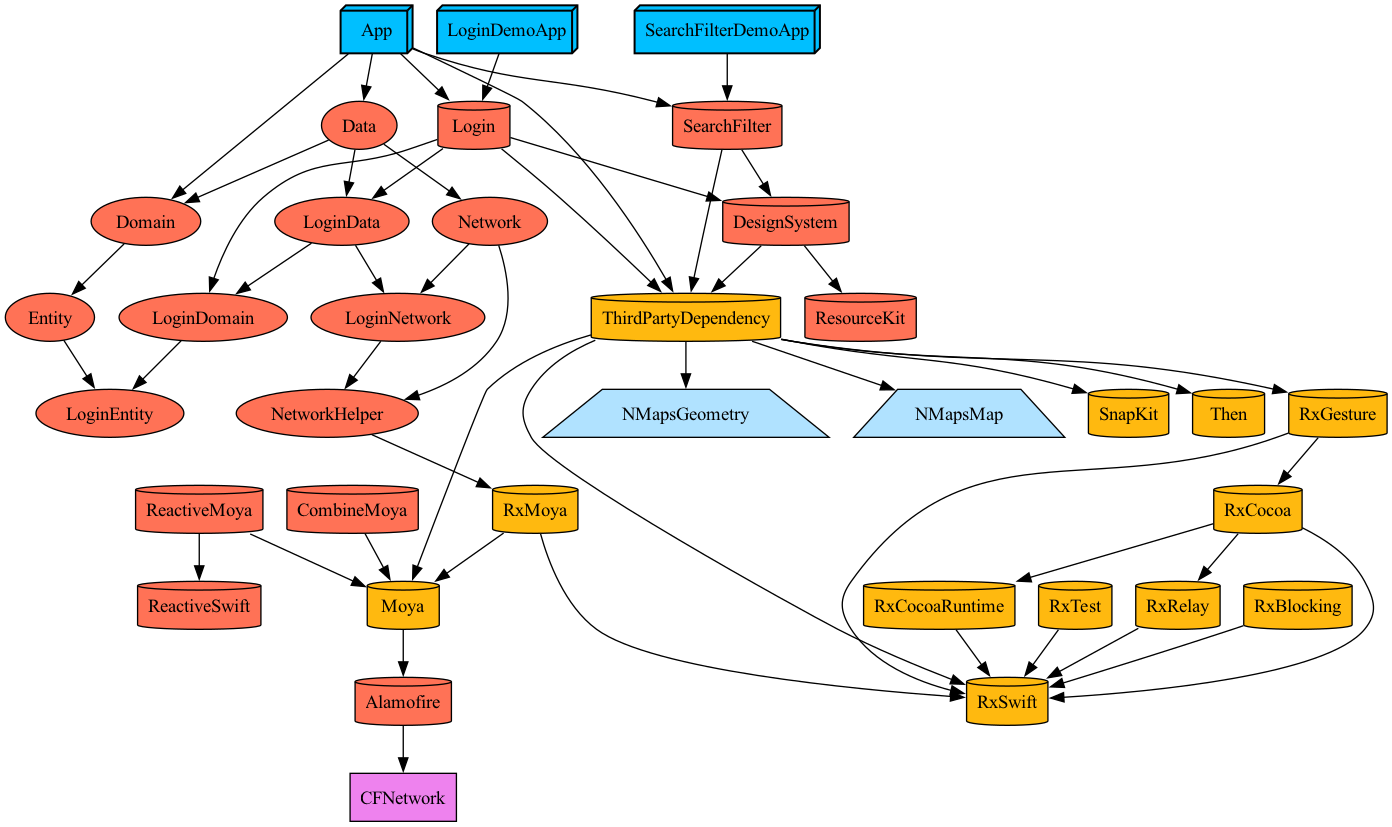 App
LoginDemoApp
SearchFilterDemoApp
Data
Login
SearchFilter
Domain
LoginData
Network
DesignSystem
Entity
LoginDomain
LoginNetwork
ThirdPartyDependency
ResourceKit
LoginEntity
NetworkHelper
NMapsGeometry
NMapsMap
SnapKit
Then
RxGesture
ReactiveMoya
CombineMoya
RxMoya
RxCocoa
ReactiveSwift
Moya
RxCocoaRuntime
RxTest
RxRelay
RxBlocking
Alamofire
RxSwift
CFNetwork